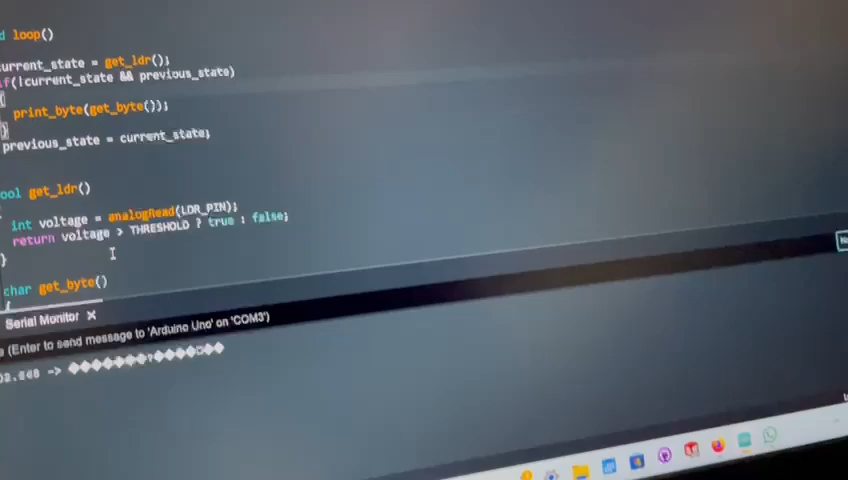 loop()
current_state = get_ldr();
if(!current_state && previous_state)
{
print_byte(get_byte());
}
previous_state = current_state;
get_ldr()
int voltage = analogRead(LDR_PIN);
return voltage > THRESHOLD ? true : false;
}
char get_byte()
{
Serial Monitor ×
(Enter to send message to 'Arduino Uno' on 'COM3')
-> �������?����□��